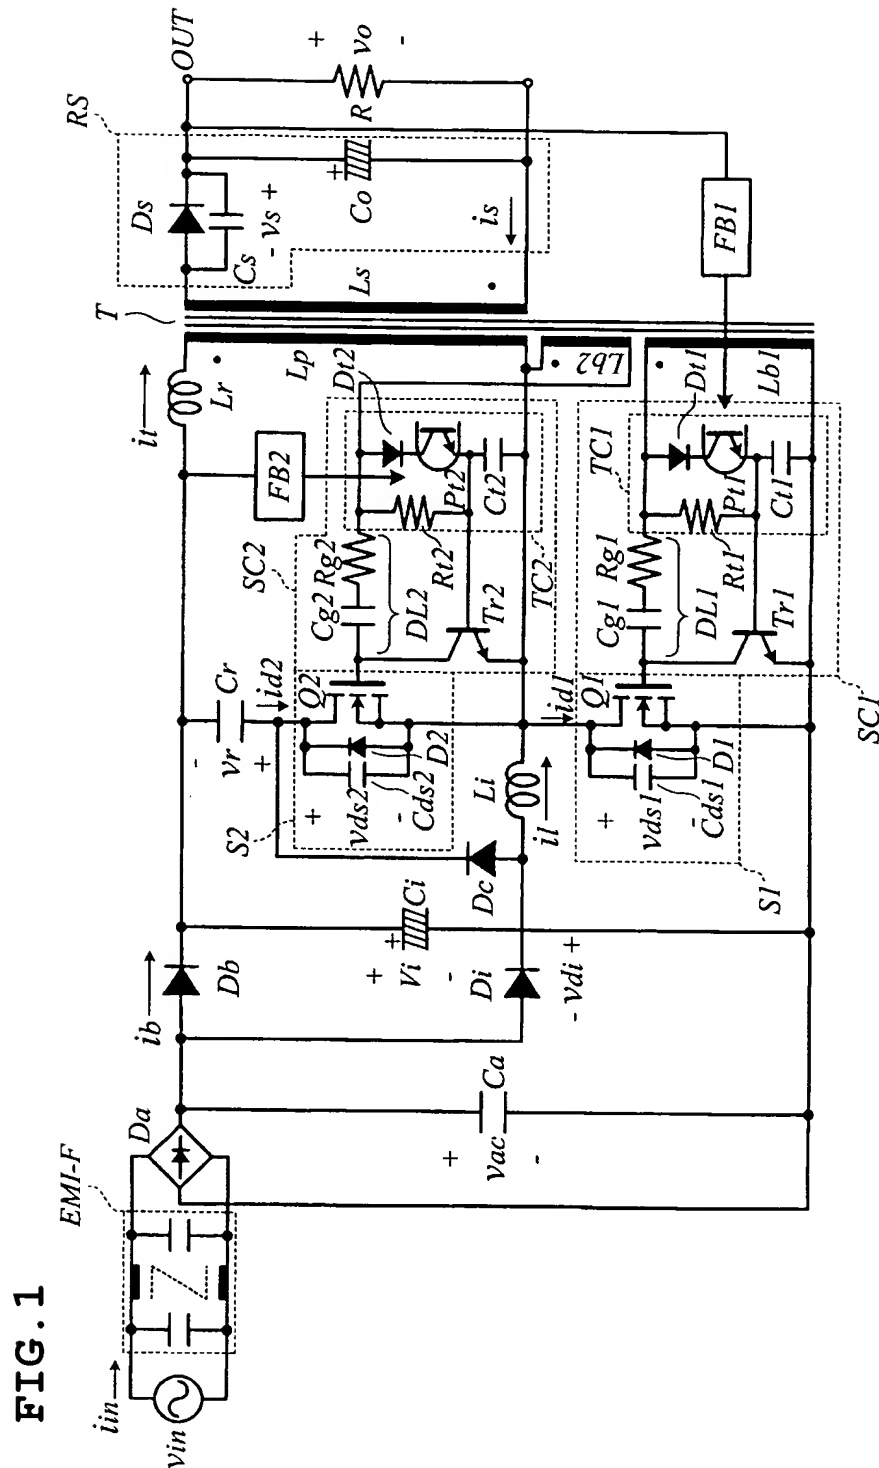 FIG.1
EMI-F
iin
vin
Da
vac
+
-
Ca
ib
Db
+
Vi
-
+
Ci
Di
-vdi+
Dc
Li
il
-
vr
+
Cr
id2
S2
+
vds2
-
Cds2
D2
Q2
id1
+
vds1
-
Cds1
D1
Q1
S1
SC1
SC2
Cg2
Rg2
DL2
Tr2
Rt2
TC2
FB2
Pt2
Ct2
Dt2
Cg1
Rg1
DL1
Tr1
Rt1
TC1
Pt1
Ct1
Dt1
it
Lr
Lp
Lb2
Lb1
T
Ls
Ds
Cs
-vs+
RS
+
Co
is
FB1
R
+
vo
-
OUT